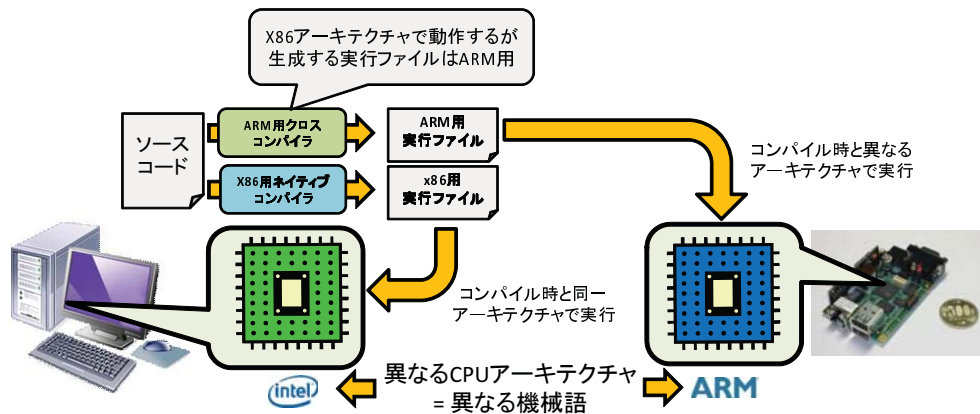 X86アーキテクチャで動作するが
生成する実行ファイルはARM用
ソース
コード
ARM用クロス
コンパイラ
ARM用
実行ファイル
X86用ネイティブ
コンパイラ
x86用
実行ファイル
コンパイル時と異なる
アーキテクチャで実行
コンパイル時と同一
アーキテクチャで実行
intel
異なるCPUアーキテクチャ
= 異なる機械語
ARM